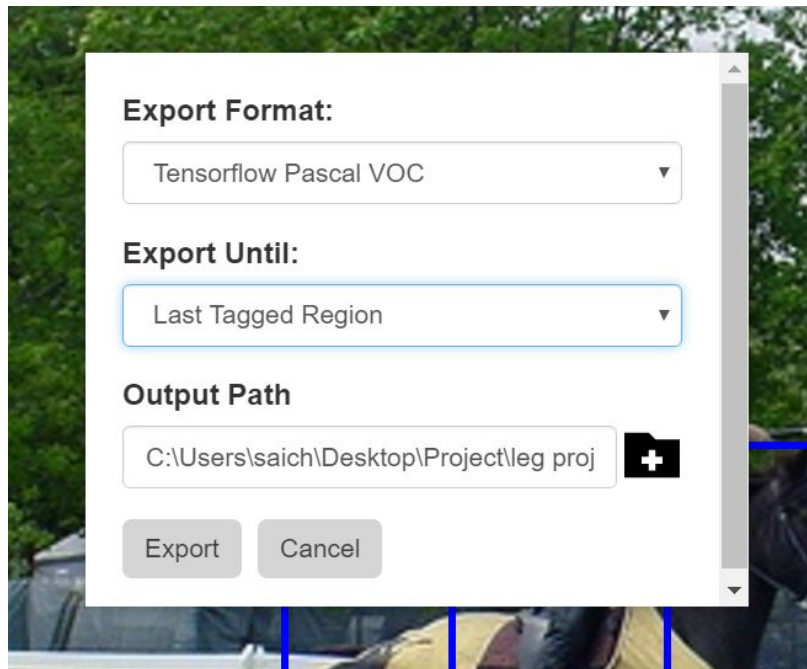 Export Format:
Tensorflow Pascal VOC
Export Until:
Last Tagged Region
Output Path
C:\Users\saich\Desktop\Project\leg proj
Export
Cancel